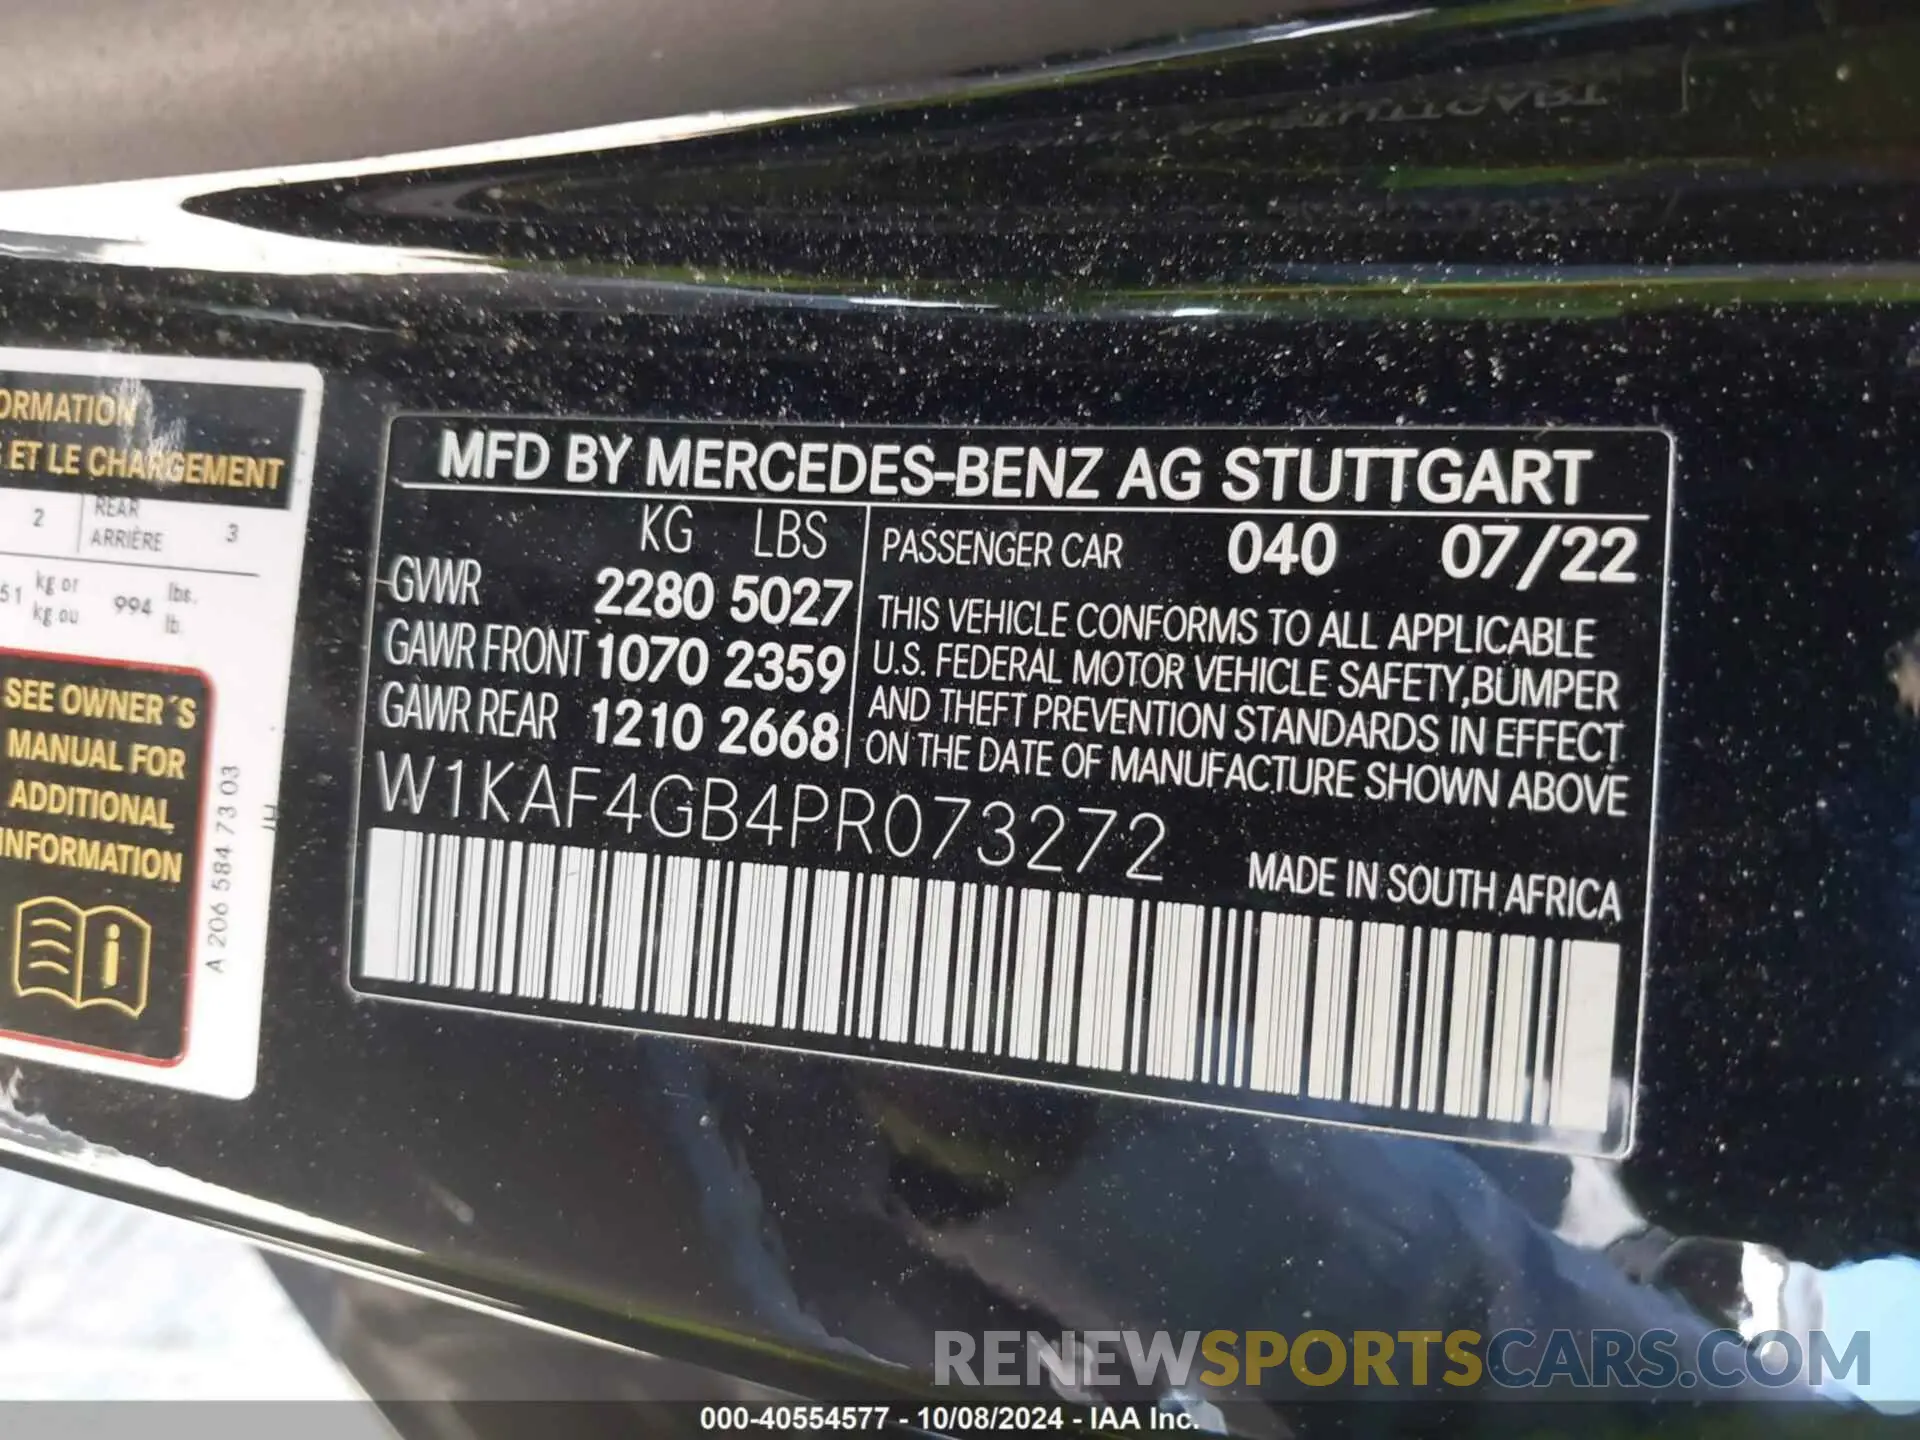 ORMATION
ET LE CHARGEMENT
2 REAR 3
ARRIÈRE
51 kg or 994 lbs.
kg ou lb.
SEE OWNER´S
MANUAL FOR
ADDITIONAL
INFORMATION
A 206 584 73 03
MFD BY MERCEDES-BENZ AG STUTTGART
KG LBS
GVWR 2280 5027
GAWR FRONT 1070 2359
GAWR REAR 1210 2668
PASSENGER CAR 040 07/22
THIS VEHICLE CONFORMS TO ALL APPLICABLE
U.S. FEDERAL MOTOR VEHICLE SAFETY,BUMPER
AND THEFT PREVENTION STANDARDS IN EFFECT
ON THE DATE OF MANUFACTURE SHOWN ABOVE
W1KAF4GB4PR073272
MADE IN SOUTH AFRICA
RENEWSPORTSCARS.COM
000-40554577 - 10/08/2024 - IAA Inc.